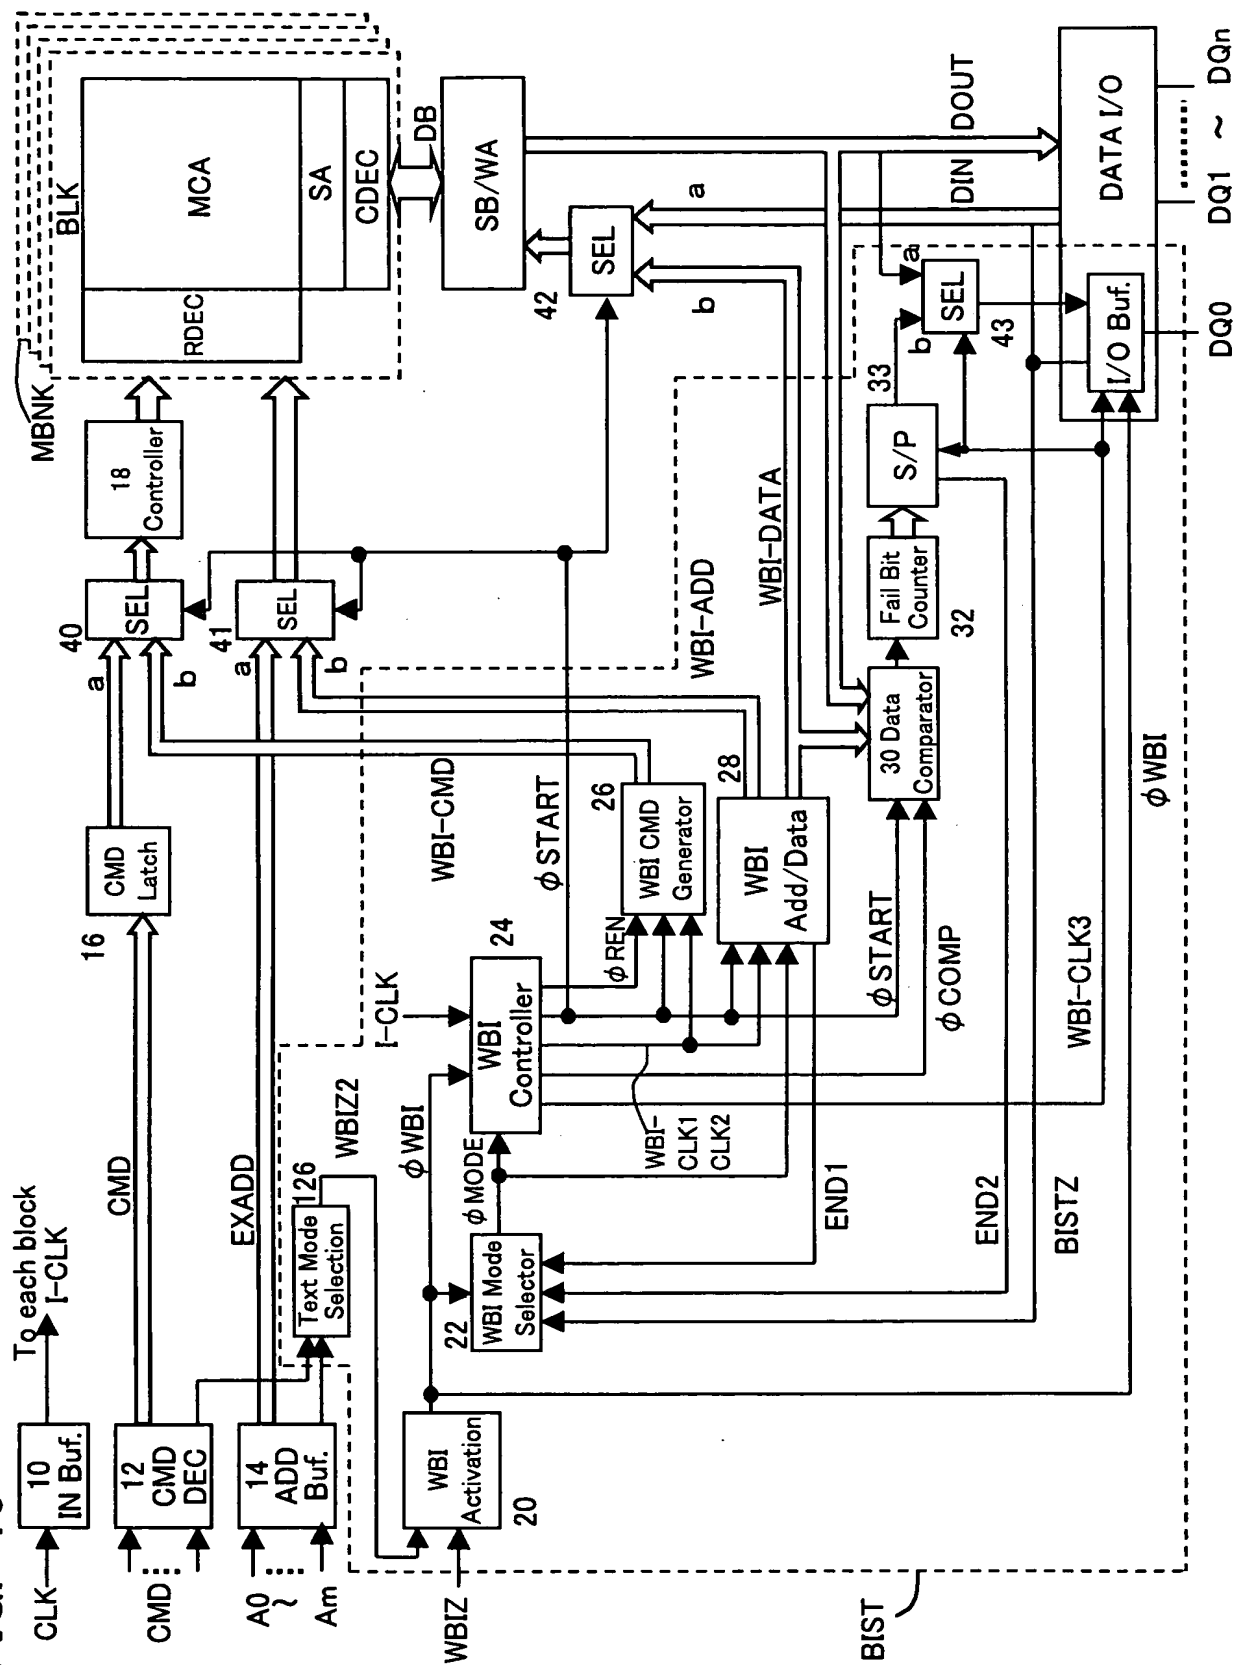 CLK
10
IN Buf.
To each block
I-CLK
CMD
12
CMD
DEC
CMD
16
CMD
Latch
A0
~
Am
14
ADD
Buf.
EXADD
Text Mode
Selection
126
WBIZ2
WBIZ
WBI
Activation
20
φWBI
22
WBI Mode
Selector
φMODE
I-CLK
WBI
Controller
24
φREN
φSTART
WBI-CMD
26
WBI CMD
Generator
WBI-
CLK1
CLK2
28
WBI
Add/Data
END1
φSTART
φCOMP
END2
BISTZ
WBI-CLK3
φWBI
BIST
40
a
b
SEL
41
a
b
SEL
18
Controller
MBNK
BLK
RDEC
MCA
SA
CDEC
DB
SB/WA
42
SEL
a
b
WBI-ADD
WBI-DATA
30 Data
Comparator
Fail Bit
Counter
32
S/P
33
b
a
SEL
43
DIN
DOUT
DATA I/O
I/O Buf.
DQ0
DQ1
~
DQn